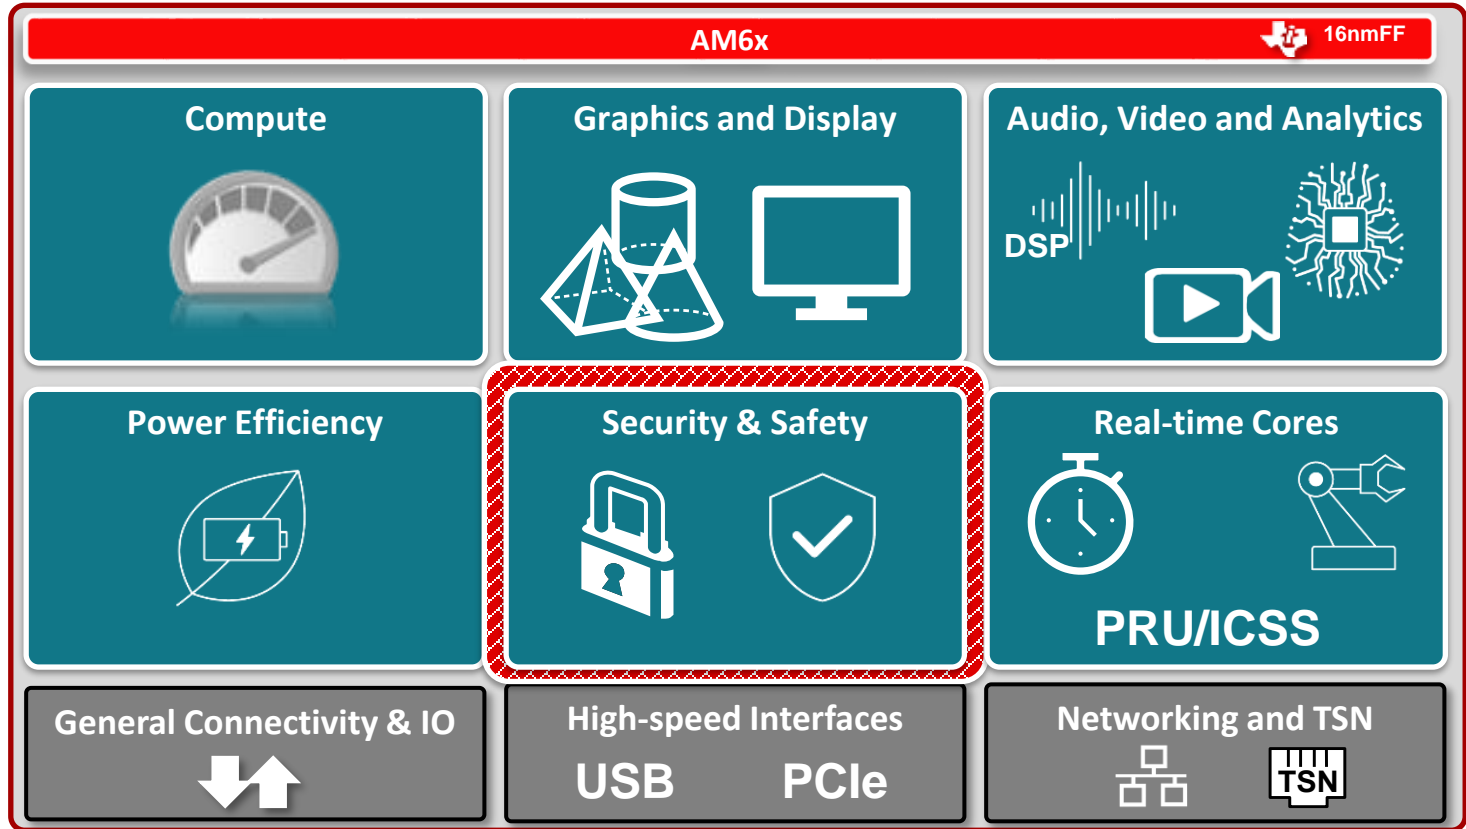 AM6x
16nmFF
Compute
Graphics and Display
Audio, Video and Analytics
DSP
Power Efficiency
Security & Safety
Real-time Cores
PRU/ICSS
General Connectivity & IO
High-speed Interfaces
USB PCIe
Networking and TSN
TSN